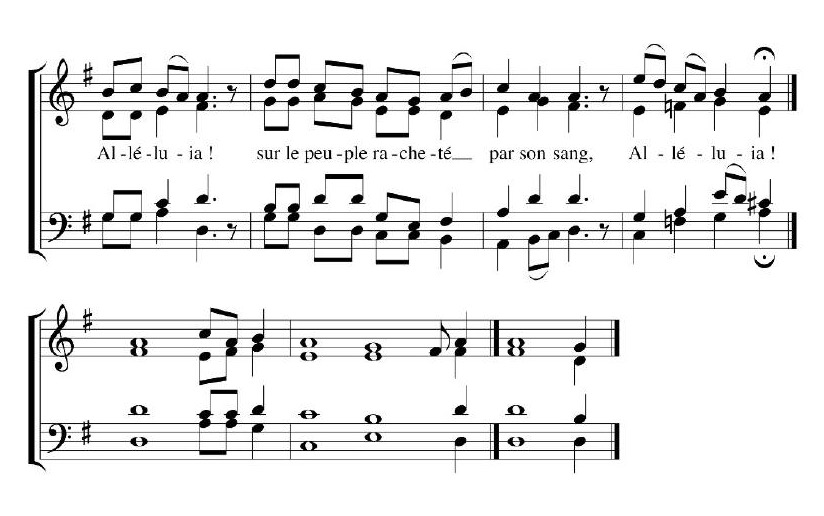 Al - lé - lu - ia ! sur le peu - ple ra - che - té par son sang, Al - lé - lu - ia !